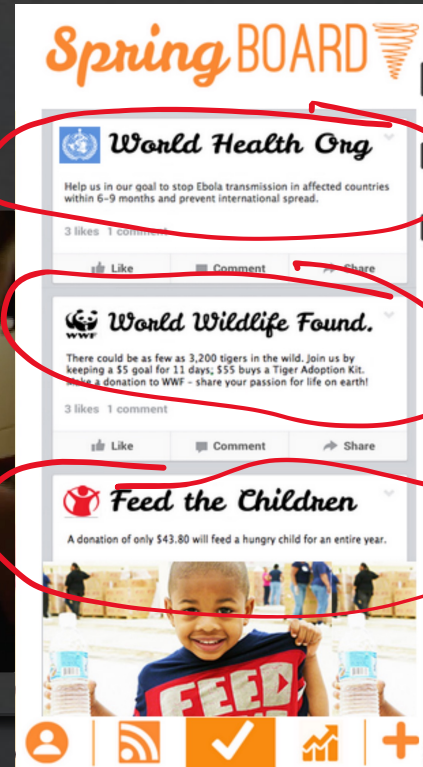 Spring BOARD
World Health Org
Help us in our goal to stop Ebola transmission in affected countries
within 6-9 months and prevent international spread.
3 likes 1 comment
Like Comment Share
WWF
World Wildlife Found.
There could be as few as 3,200 tigers in the wild. Join us by
keeping a $5 goal for 11 days; $55 buys a Tiger Adoption Kit.
Make a donation to WWF - share your passion for life on earth!
3 likes 1 comment
Like Comment Share
Feed the Children
A donation of only $43.80 will feed a hungry child for an entire year.
FEED